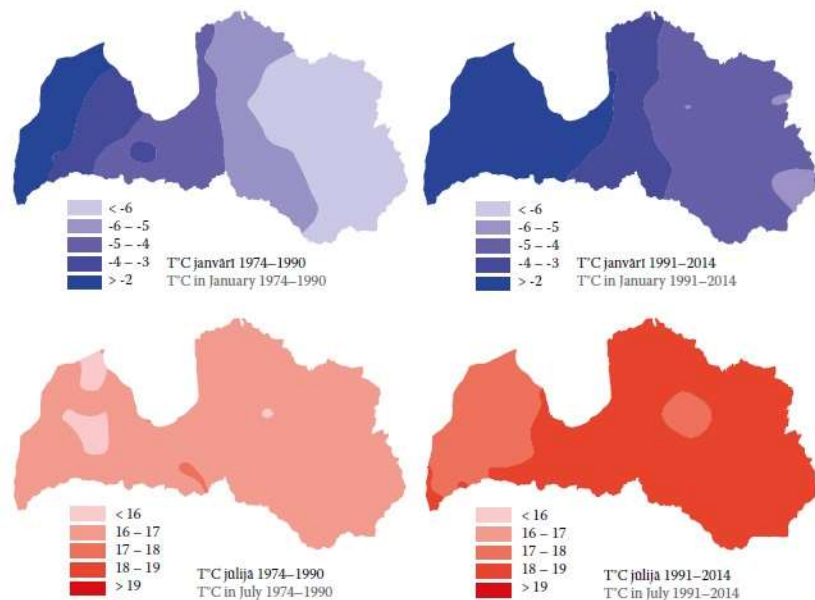 < -6
-6 – -5
-5 – -4
-4 – -3
> -2
T°C janvārī 1974–1990
T°C in January 1974–1990
< -6
-6 – -5
-5 – -4
-4 – -3
> -2
T°C janvārī 1991–2014
T°C in January 1991–2014
< 16
16 – 17
17 – 18
18 – 19
> 19
T°C jūlijā 1974–1990
T°C in July 1974–1990
< 16
16 – 17
17 – 18
18 – 19
> 19
T°C jūlijā 1991–2014
T°C in July 1991–2014